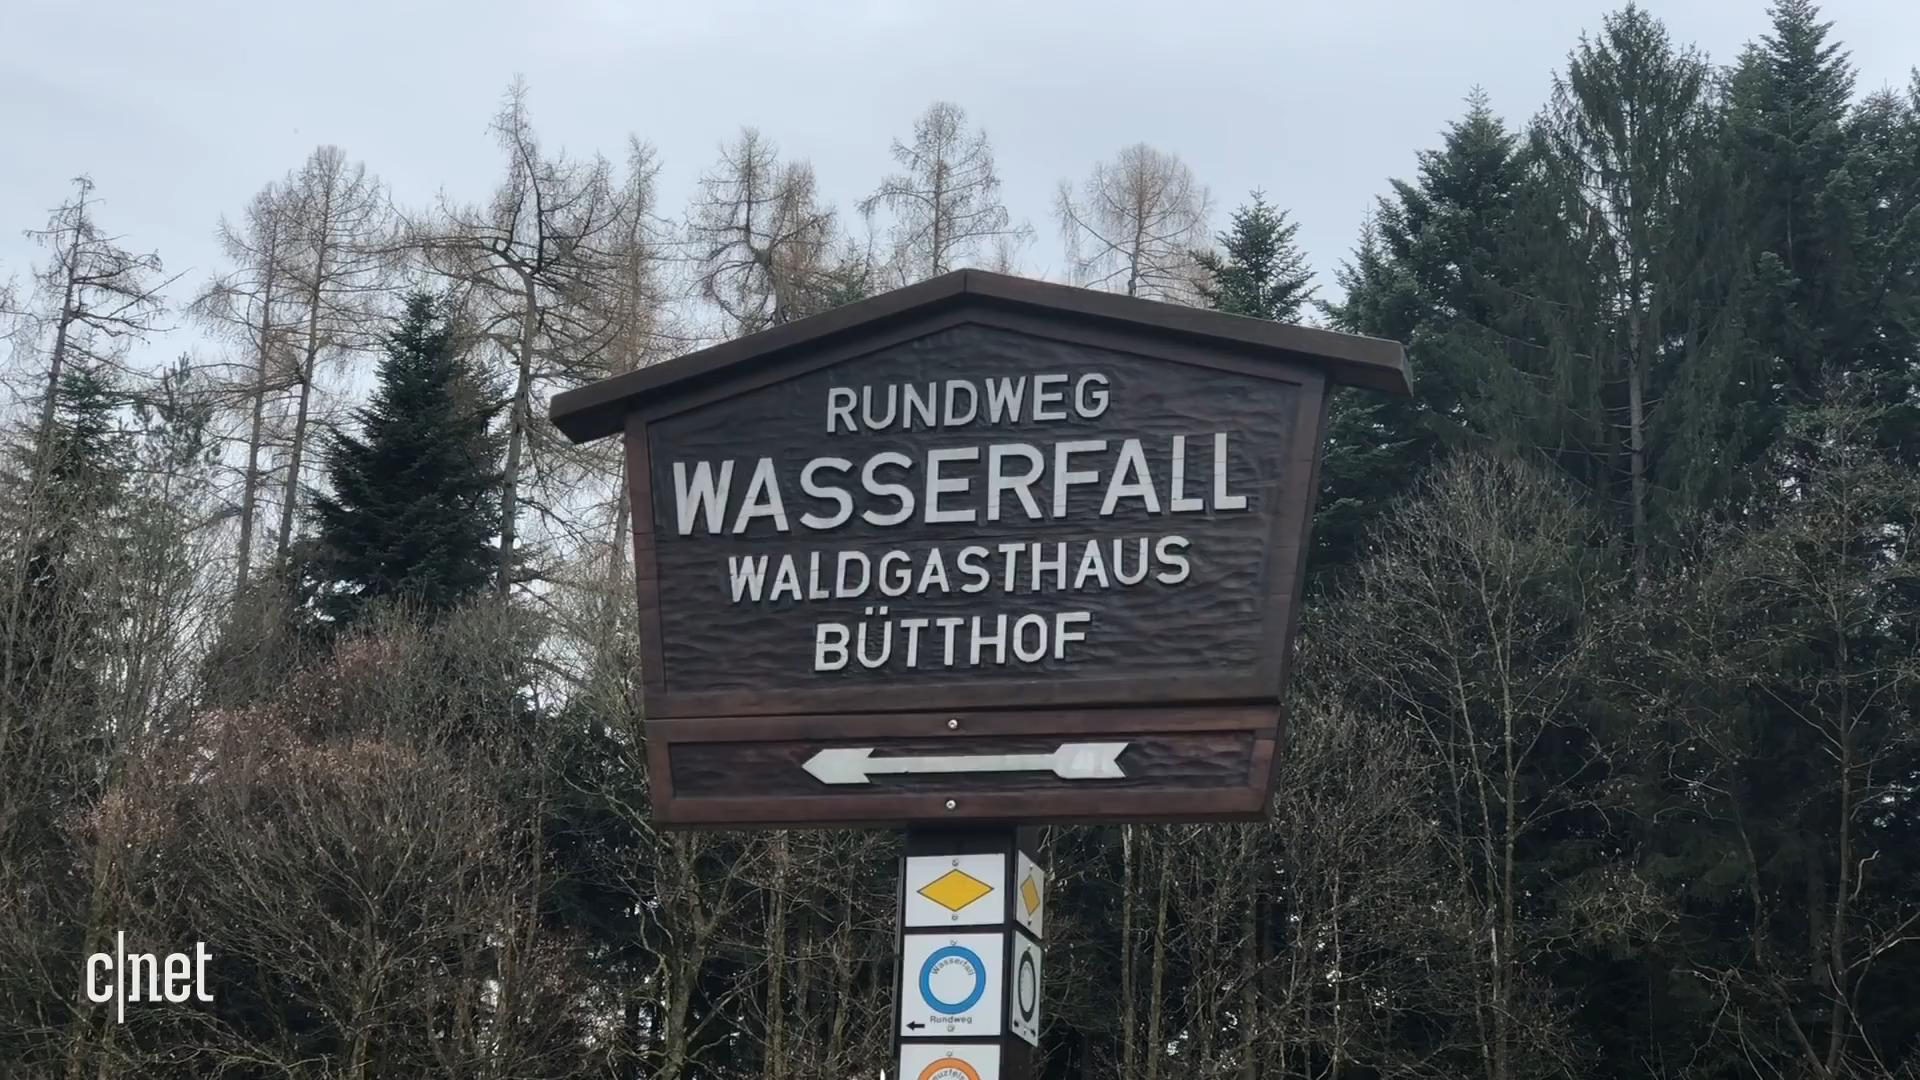 RUNDWEG
WASSERFALL
WALDGASTHAUS
BÜTTHOF
Wasserfall
Rundweg
c|net